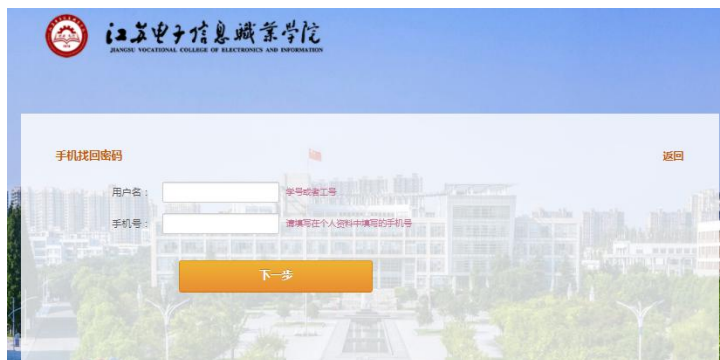 江苏电子信息职业学院
JIANGSU VOCATIONAL COLLEGE OF ELECTRONICS AND INFORMATION
手机找回密码 返回
用户名： 学号或者工号
手机号： 请填写在个人资料中填写的手机号
下一步